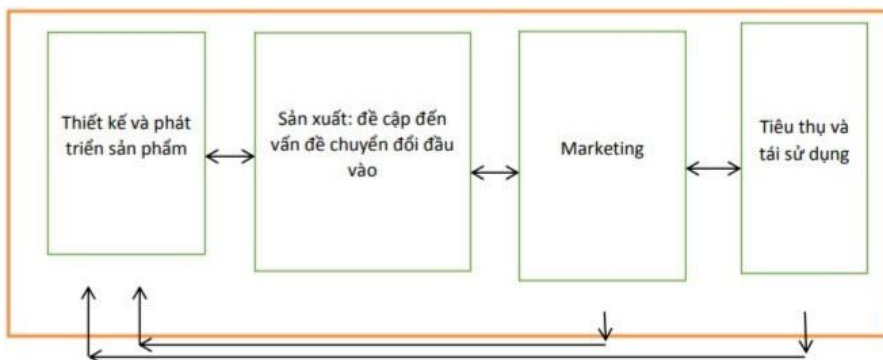 Thiết kế và phát
triển sản phẩm
Sản xuất: đề cập đến
vấn đề chuyển đổi đầu
vào
Marketing
Tiêu thụ và
tái sử dụng